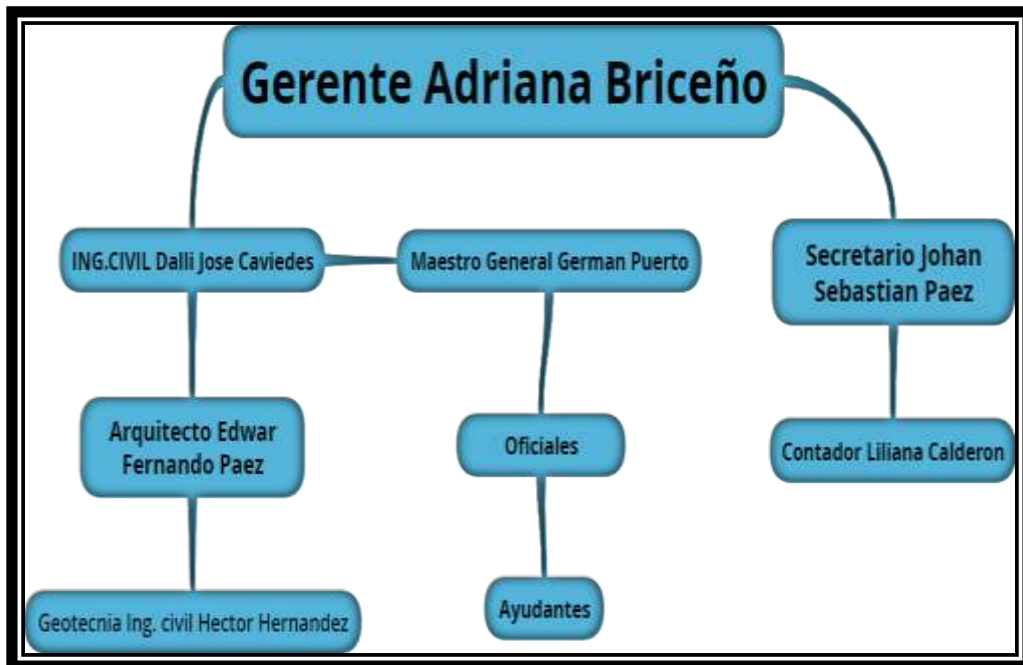 Gerente Adriana Briceño
ING.CIVIL Dalli Jose Caviedes
Maestro General German Puerto
Secretario Johan
Sebastian Paez
Arquitecto Edwar
Fernando Paez
Oficiales
Contador Liliana Calderon
Geotecnia Ing. civil Hector Hernandez
Ayudantes